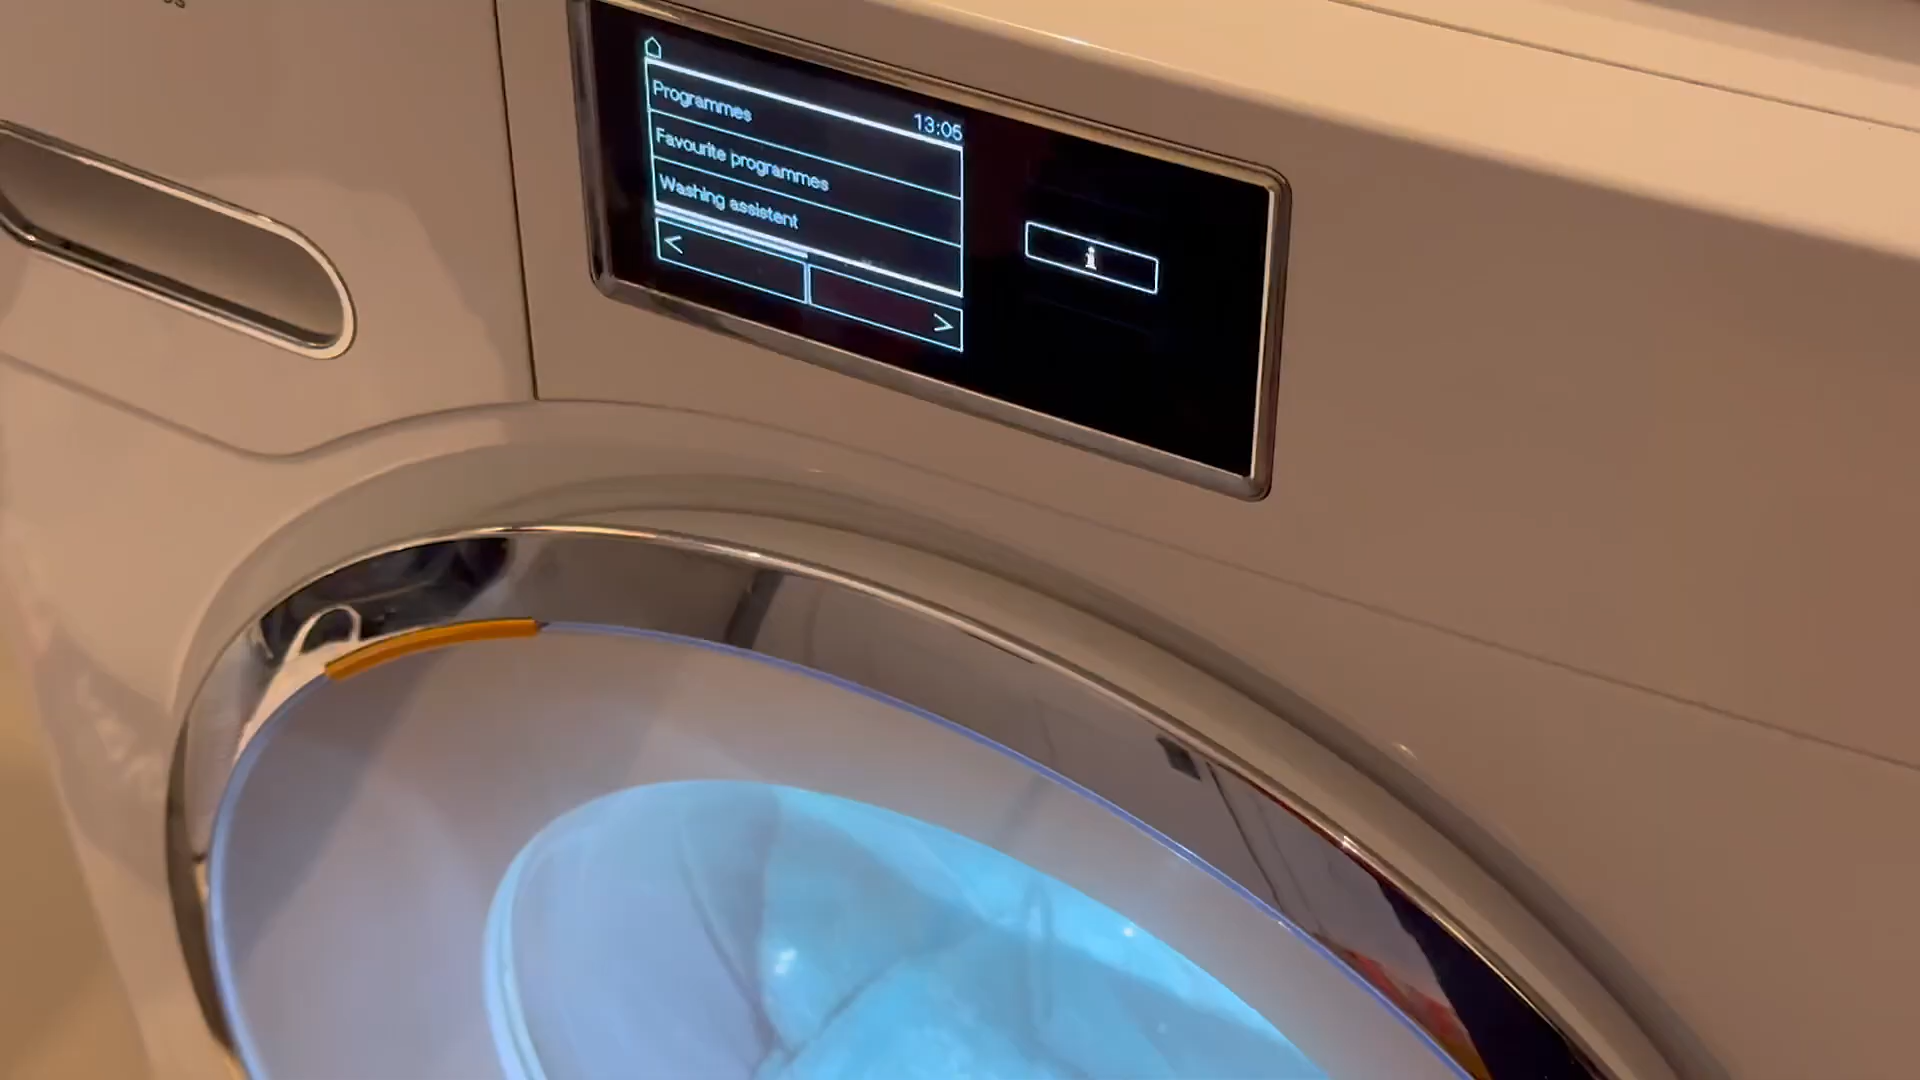 13:05
Programmes
Favourite programmes
Washing assistent
<
>
i